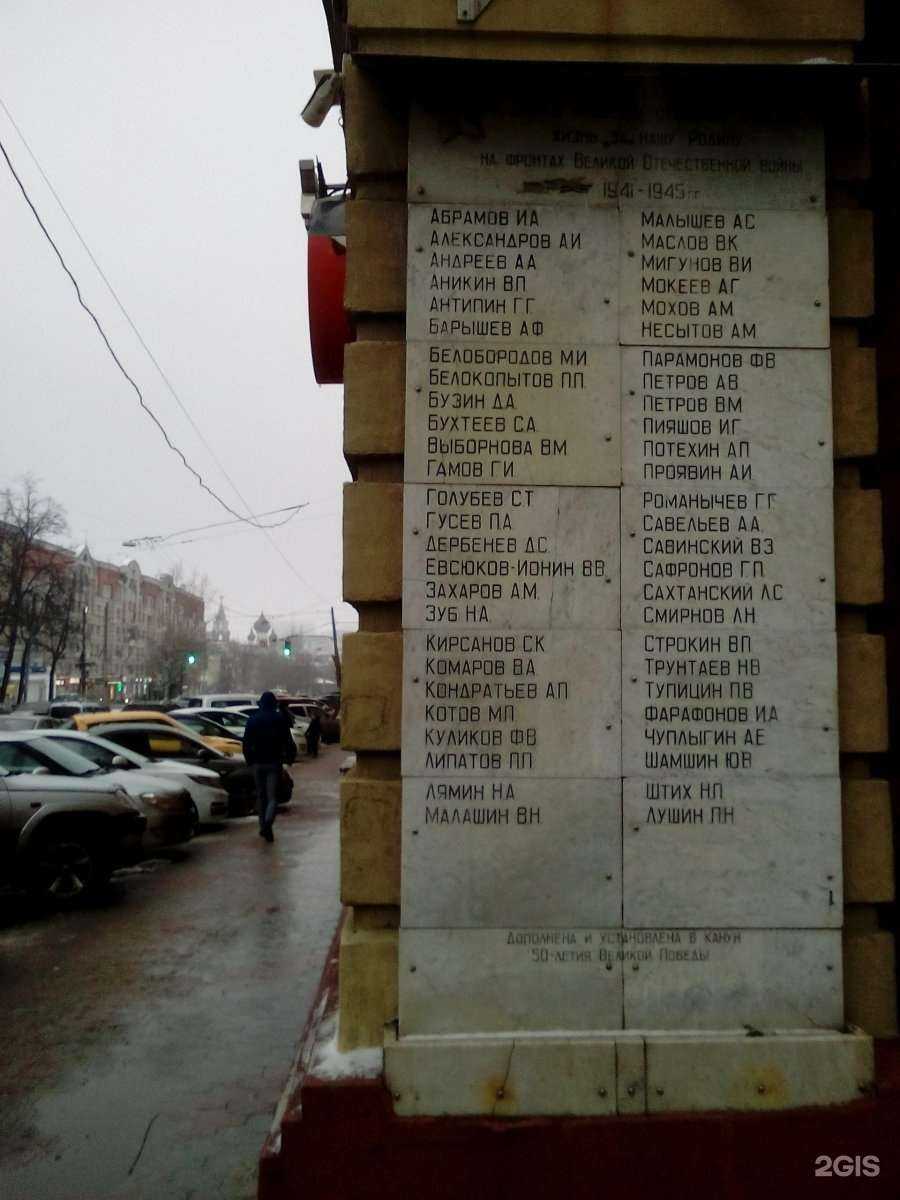 жизнь за нашу Родину
на фронтах Великой Отечественной войны
1941-1945 гг
Абрамов И.А.
Александров А.И.
Андреев А.А.
Аникин В.П.
Антипин Г.Г.
Барышев А.Ф.
Белобородов М.И.
Белокопытов П.П.
Бузин Д.А.
Бухтеев С.А.
Выборнова В.М.
Гамов Г.И.
Голубев С.Т.
Гусев П.А.
Дербенев Д.С.
Евсюков-Ионин В.В.
Захаров А.М.
Зуб Н.А.
Кирсанов С.К.
Комаров В.А.
Кондратьев А.П.
Котов М.П.
Куликов Ф.В.
Липатов П.П.
Лямин Н.А.
Малашин В.Н.
Малышев А.С.
Маслов В.К.
Мигунов В.И.
Мокеев А.Г.
Мохов А.М.
Несытов А.М.
Парамонов Ф.В.
Петров А.В.
Петров В.М.
Пияшов И.Г.
Потехин А.П.
Проявин А.И.
Романычев Г.Г.
Савельев А.А.
Савинский В.З.
Сафронов Г.П.
Сахтанский Л.С.
Смирнов Л.Н.
Строкин В.П.
Трунтаев Н.В.
Тупицин П.В.
Фарафонов И.А.
Чуплыгин А.Е.
Шамшин Ю.В.
Штих Н.П.
Лушин П.Н.
Дополнена и установлена в канун
50-летия Великой Победы
2GIS